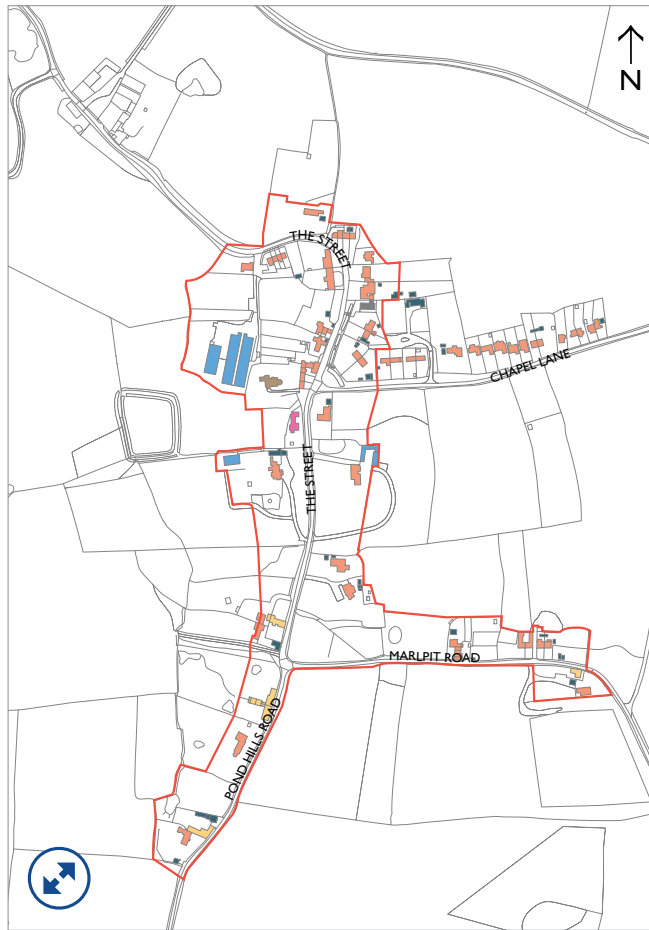 N
THE STREET
CHAPEL LANE
THE STREET
MARLPIT ROAD
POND HILLS ROAD